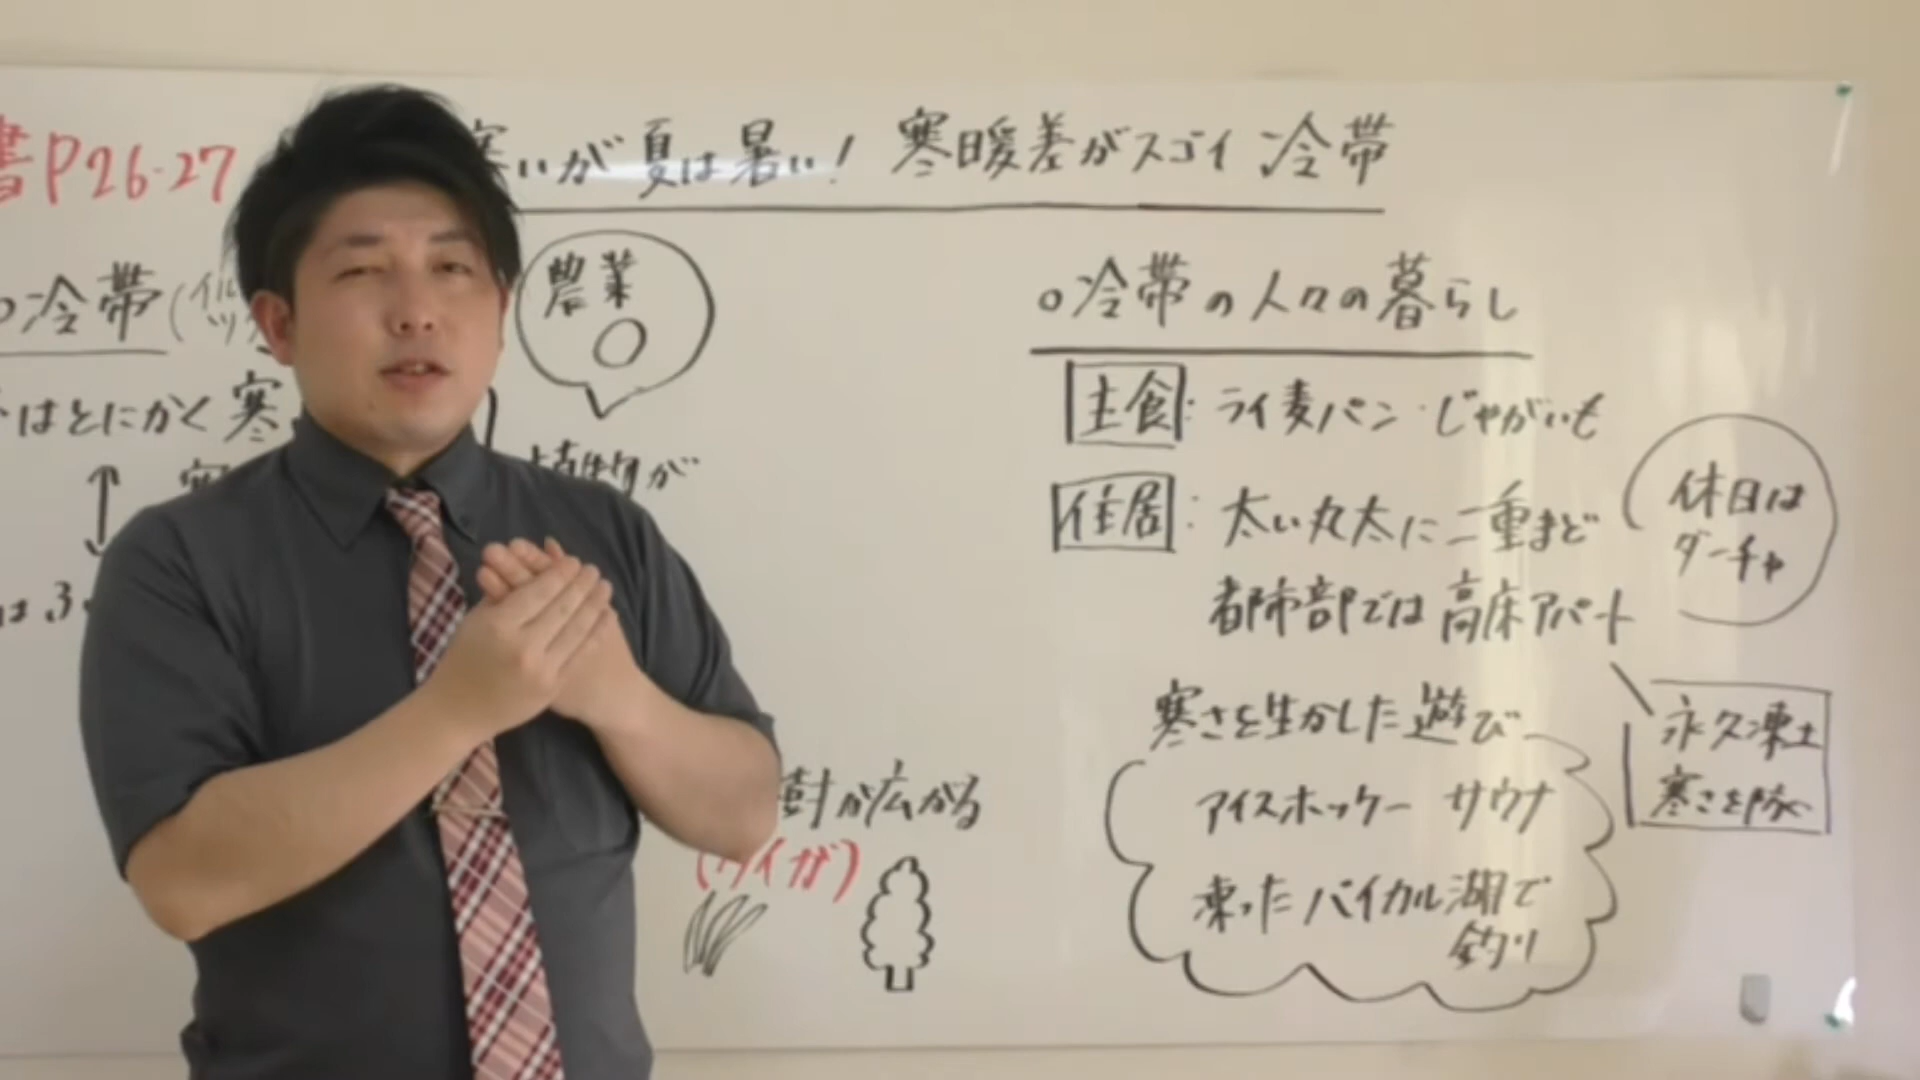 書P26-27
寒いが夏は暑い!寒暖差がスゴイ冷帯
○冷帯(イル
ツ
はとにかく寒
↕
は
農業
○
植物が
樹が広がる
(タイガ)
○冷帯の人々の暮らし
主食:ライ麦パン・じゃがいも
住居:太い丸太に二重まど
都市部では高床アパート
休日は
ダーチャ
永久凍土
寒さを防ぐ
寒さを生かした遊び
アイスホッケー サウナ
凍ったバイカル湖で
釣り